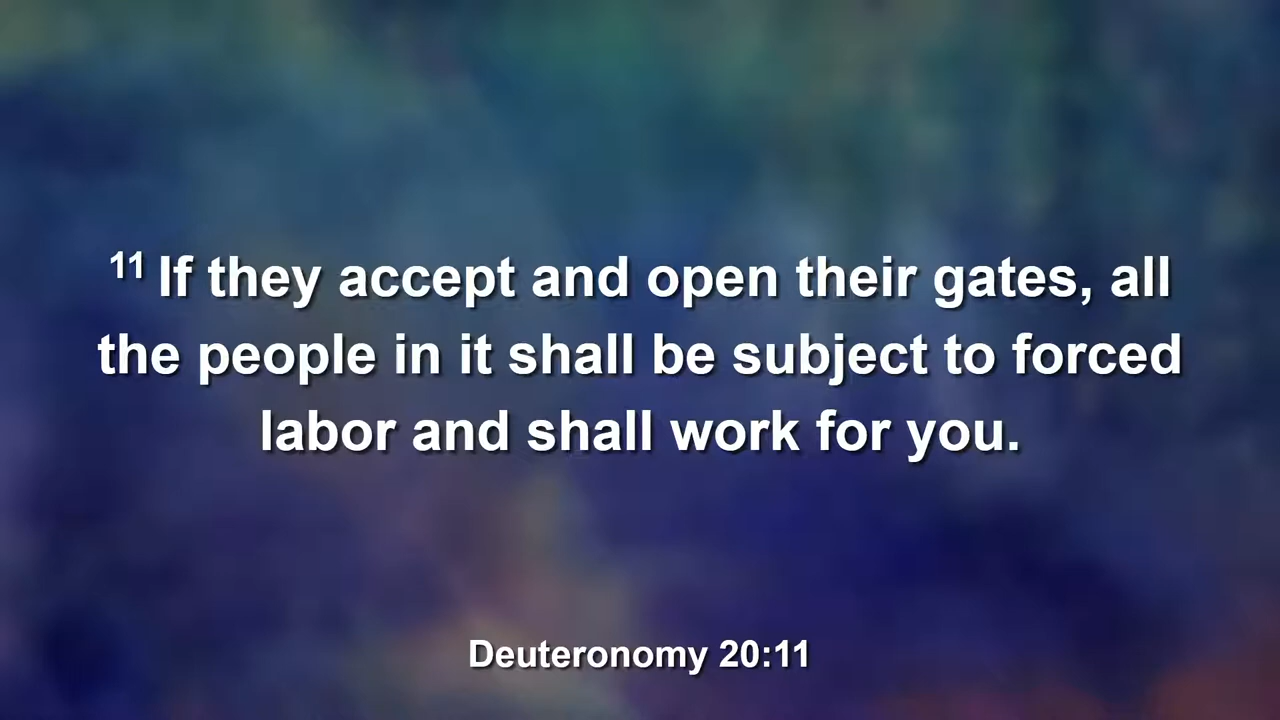 11 If they accept and open their gates, all
the people in it shall be subject to forced
labor and shall work for you.
Deuteronomy 20:11